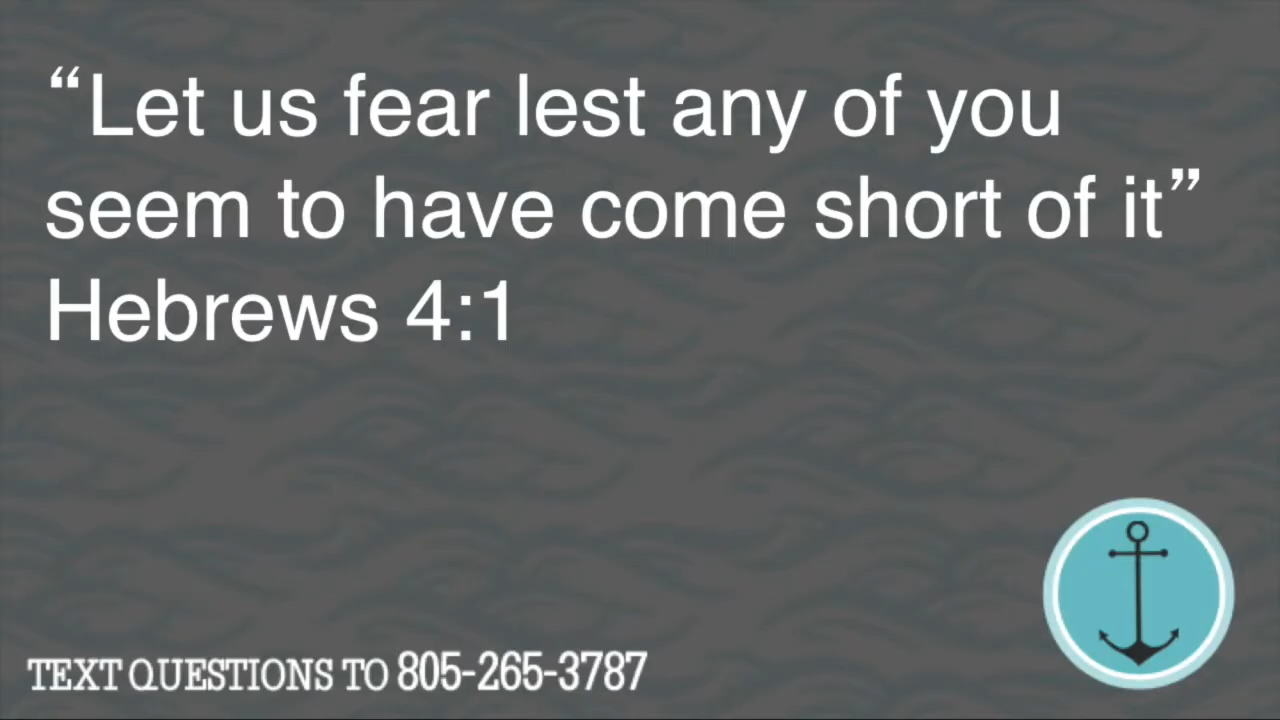 “Let us fear lest any of you
seem to have come short of it”
Hebrews 4:1
TEXT QUESTIONS TO 805-265-3787